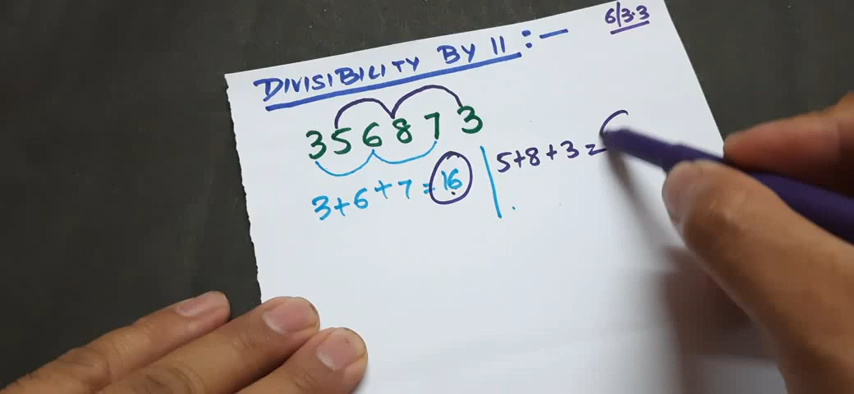 6/3.3
DIVISIBILITY BY 11 :-
356873
3+6+7=16
5+8+3=